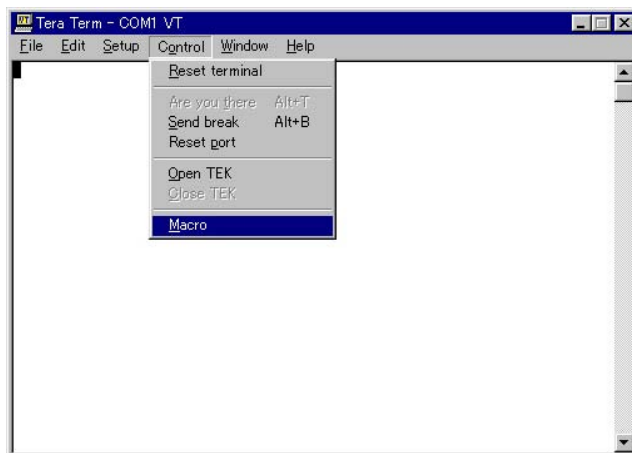 VT Tera Term - COM1 VT
File Edit Setup Control Window Help
Reset terminal
Are you there Alt+T
Send break Alt+B
Reset port
Open TEK
Close TEK
Macro